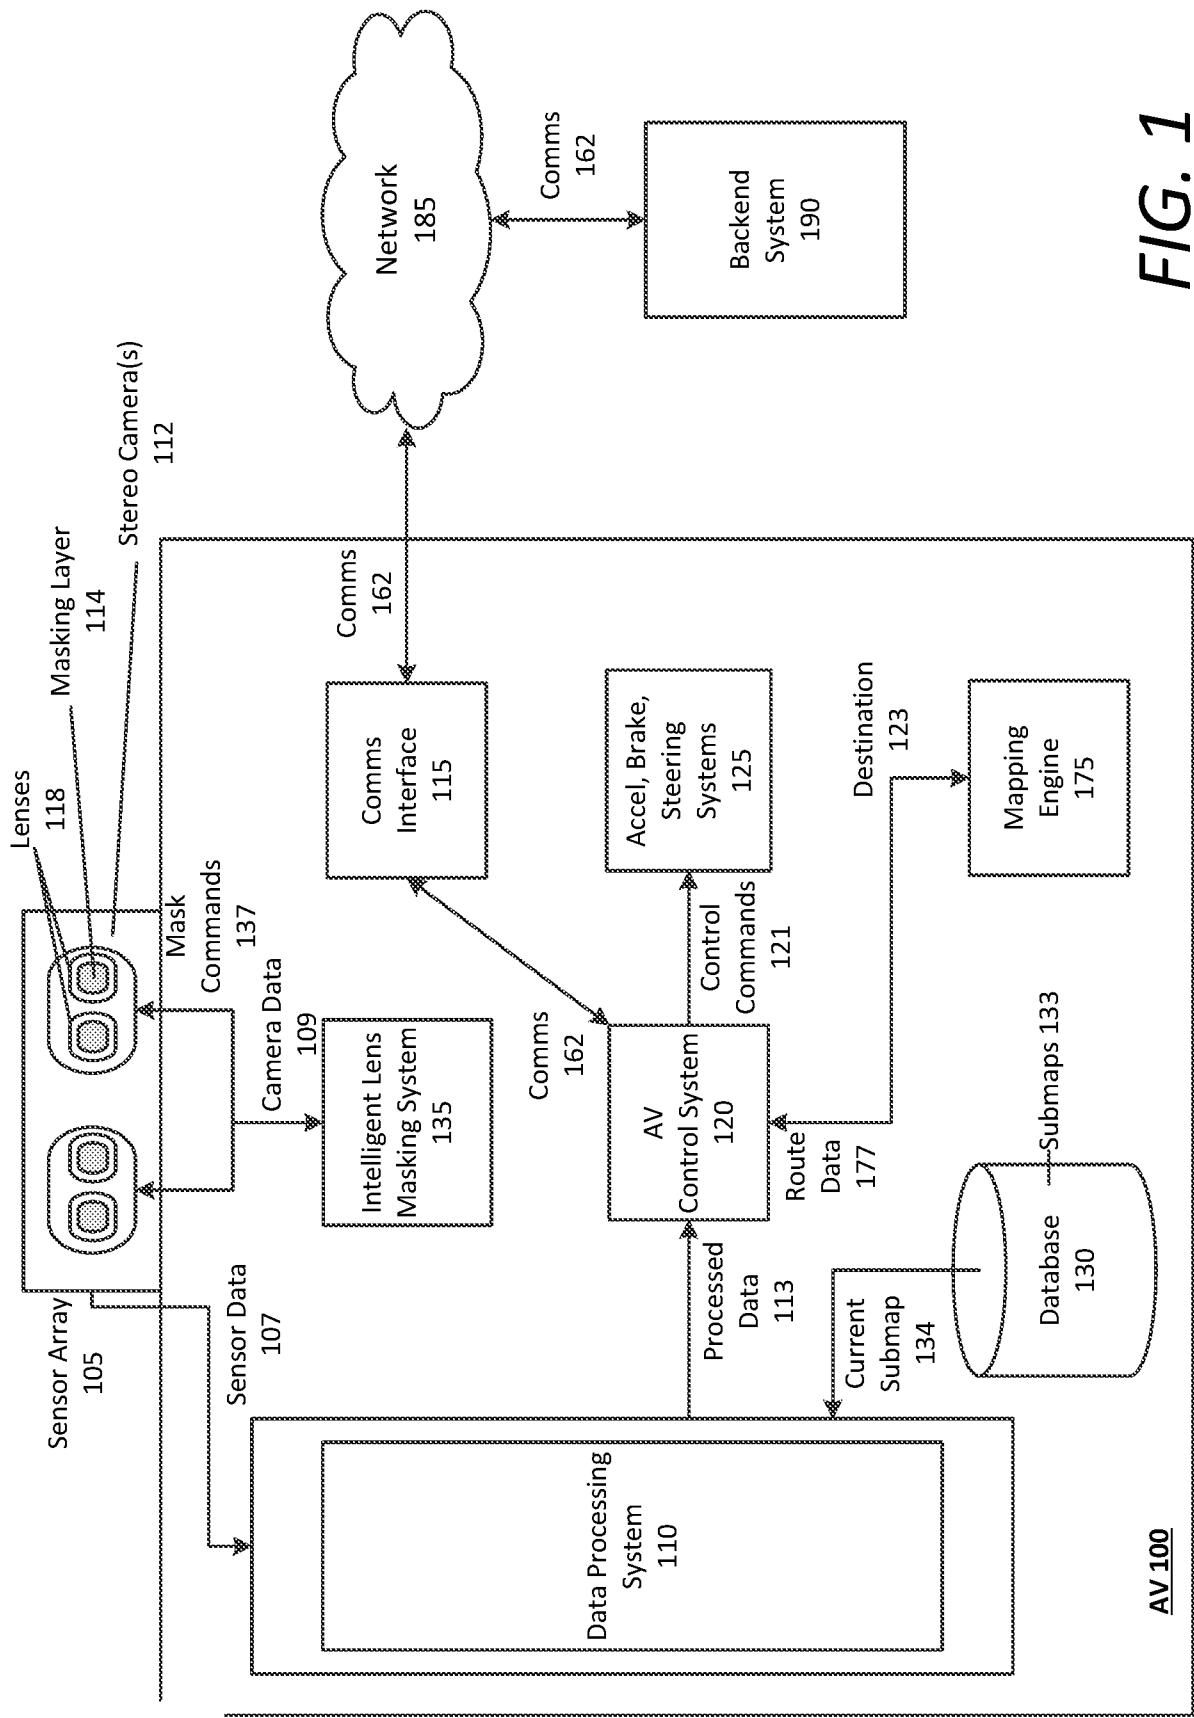 Sensor Array
105
Lenses
118
Masking Layer
114
Stereo Camera(s)
112
Sensor Data
107
Mask
Commands
137
Camera Data
109
Intelligent Lens
Masking System
135
Comms
Interface
115
Comms
162
Network
185
Comms
162
Backend
System
190
Data Processing
System
110
Processed
Data
113
AV
Control System
120
Comms
162
Control
Commands
121
Accel, Brake,
Steering
Systems
125
Current
Submap
134
Database
130
Submaps 133
Route
Data
177
Destination
123
Mapping
Engine
175
AV 100
FIG. 1